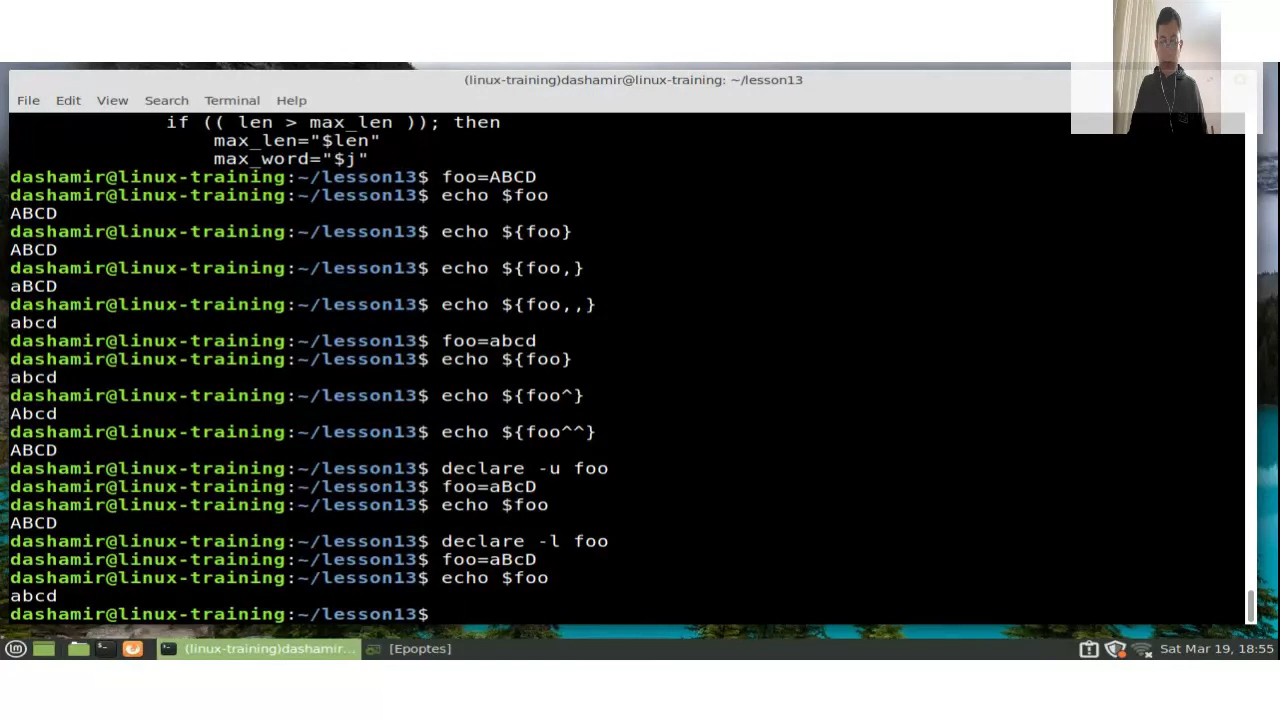 (linux-training)dashamir@linux-training: ~/lesson13
File Edit View Search Terminal Help
if (( len > max_len )); then
max_len="$len"
max_word="$j"
dashamir@linux-training:~/lesson13$ foo=ABCD
dashamir@linux-training:~/lesson13$ echo $foo
ABCD
dashamir@linux-training:~/lesson13$ echo ${foo}
ABCD
dashamir@linux-training:~/lesson13$ echo ${foo,}
aBCD
dashamir@linux-training:~/lesson13$ echo ${foo,,}
abcd
dashamir@linux-training:~/lesson13$ foo=abcd
dashamir@linux-training:~/lesson13$ echo ${foo}
abcd
dashamir@linux-training:~/lesson13$ echo ${foo^}
Abcd
dashamir@linux-training:~/lesson13$ echo ${foo^^}
ABCD
dashamir@linux-training:~/lesson13$ declare -u foo
dashamir@linux-training:~/lesson13$ foo=aBcD
dashamir@linux-training:~/lesson13$ echo $foo
ABCD
dashamir@linux-training:~/lesson13$ declare -l foo
dashamir@linux-training:~/lesson13$ foo=aBcD
dashamir@linux-training:~/lesson13$ echo $foo
abcd
dashamir@linux-training:~/lesson13$
(linux-training)dashamir... [Epoptes] Sat Mar 19, 18:55